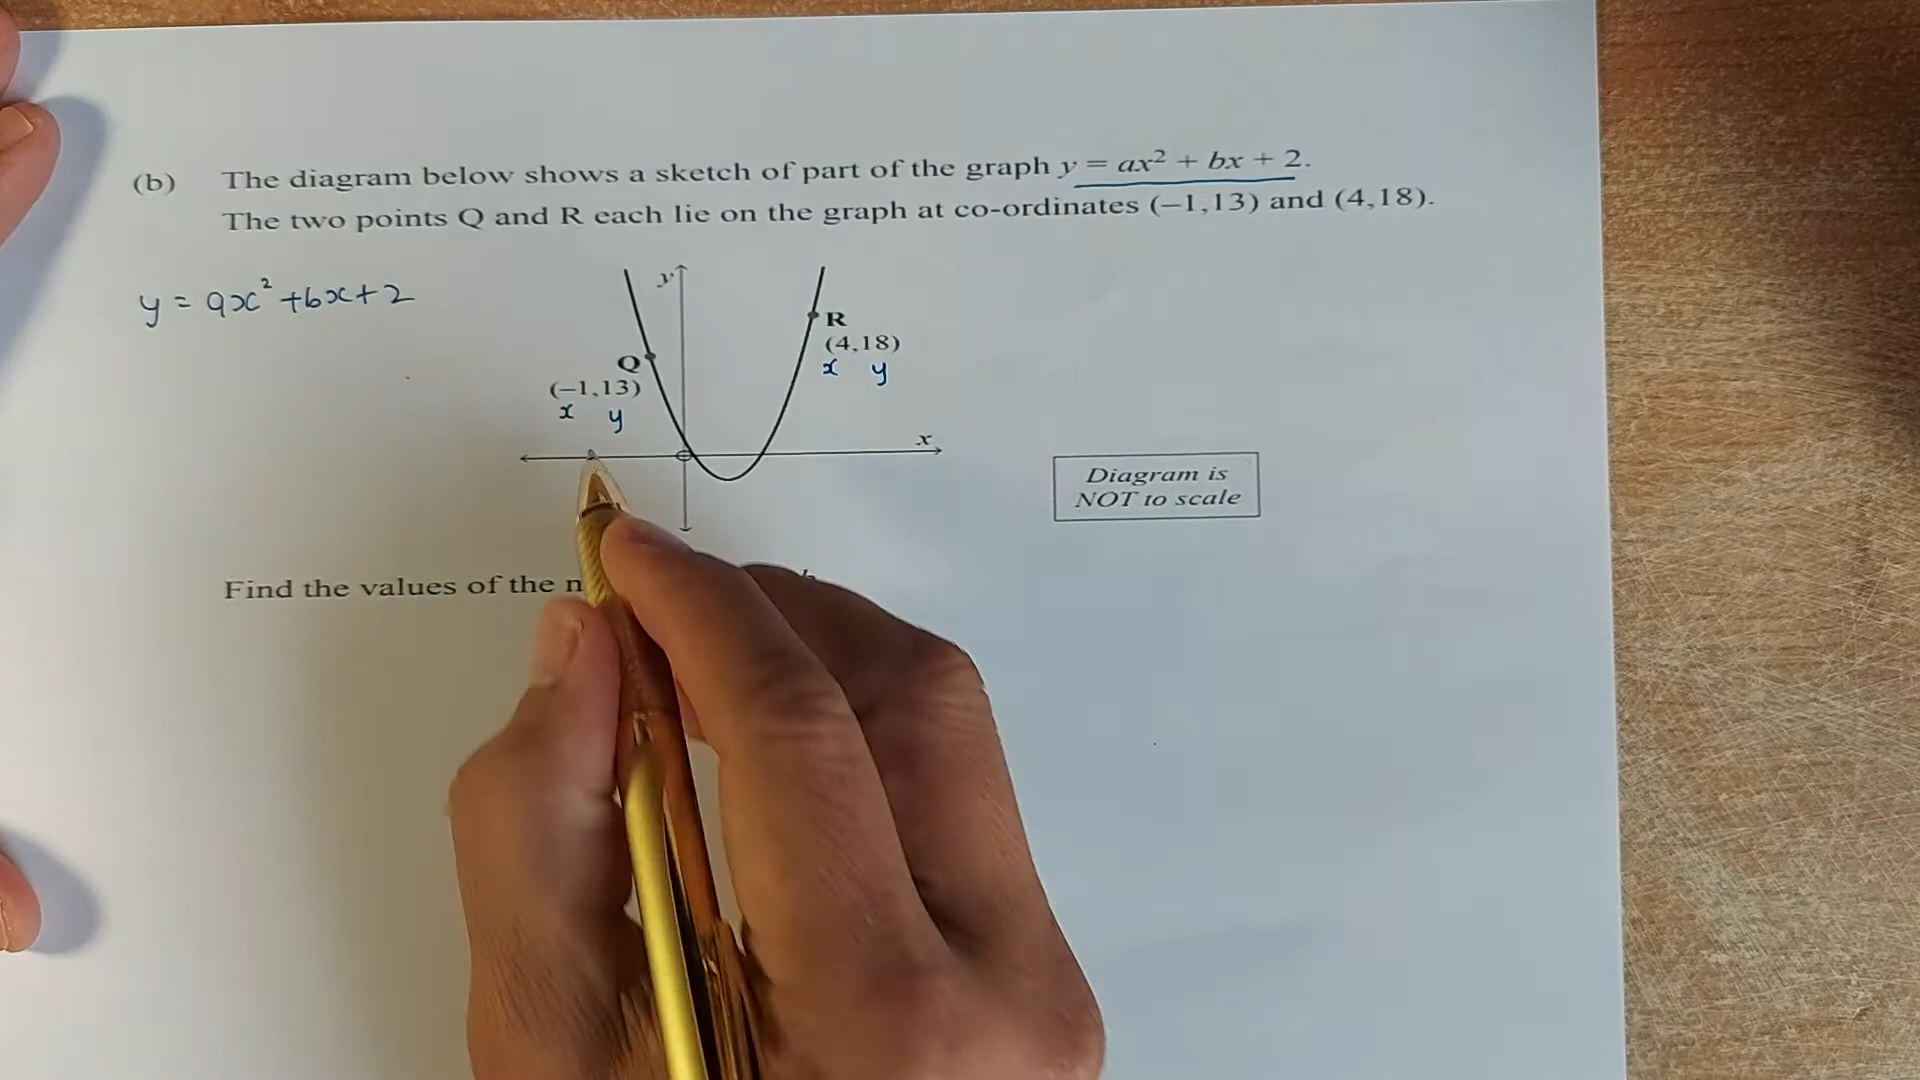 (b) The diagram below shows a sketch of part of the graph y = ax² + bx + 2.
The two points Q and R each lie on the graph at co-ordinates (−1,13) and (4,18).
y = ax² + bx + 2
y
R
(4,18)
x y
Q
(−1,13)
x y
x
Diagram is
NOT to scale
Find the values of the